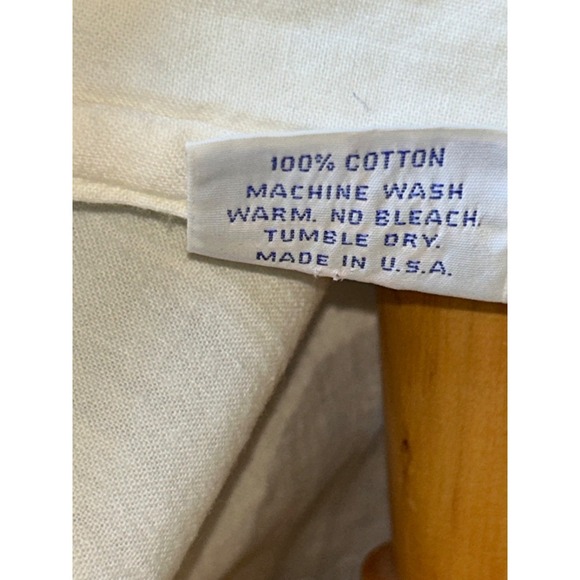 100% COTTON
MACHINE WASH
WARM. NO BLEACH.
TUMBLE DRY.
MADE IN U.S.A.